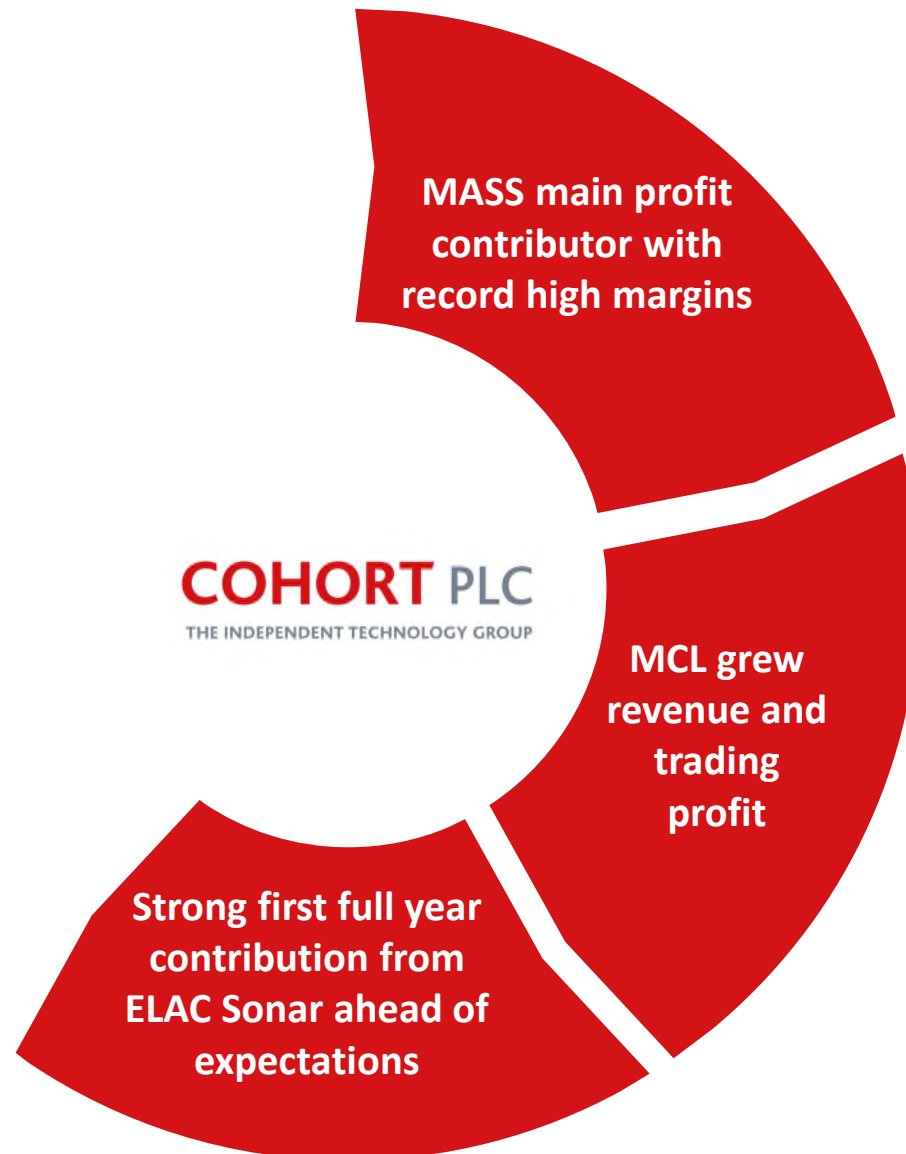 MASS main profit
contributor with
record high margins
COHORT PLC
THE INDEPENDENT TECHNOLOGY GROUP
MCL grew
revenue and
trading
profit
Strong first full year
contribution from
ELAC Sonar ahead of
expectations